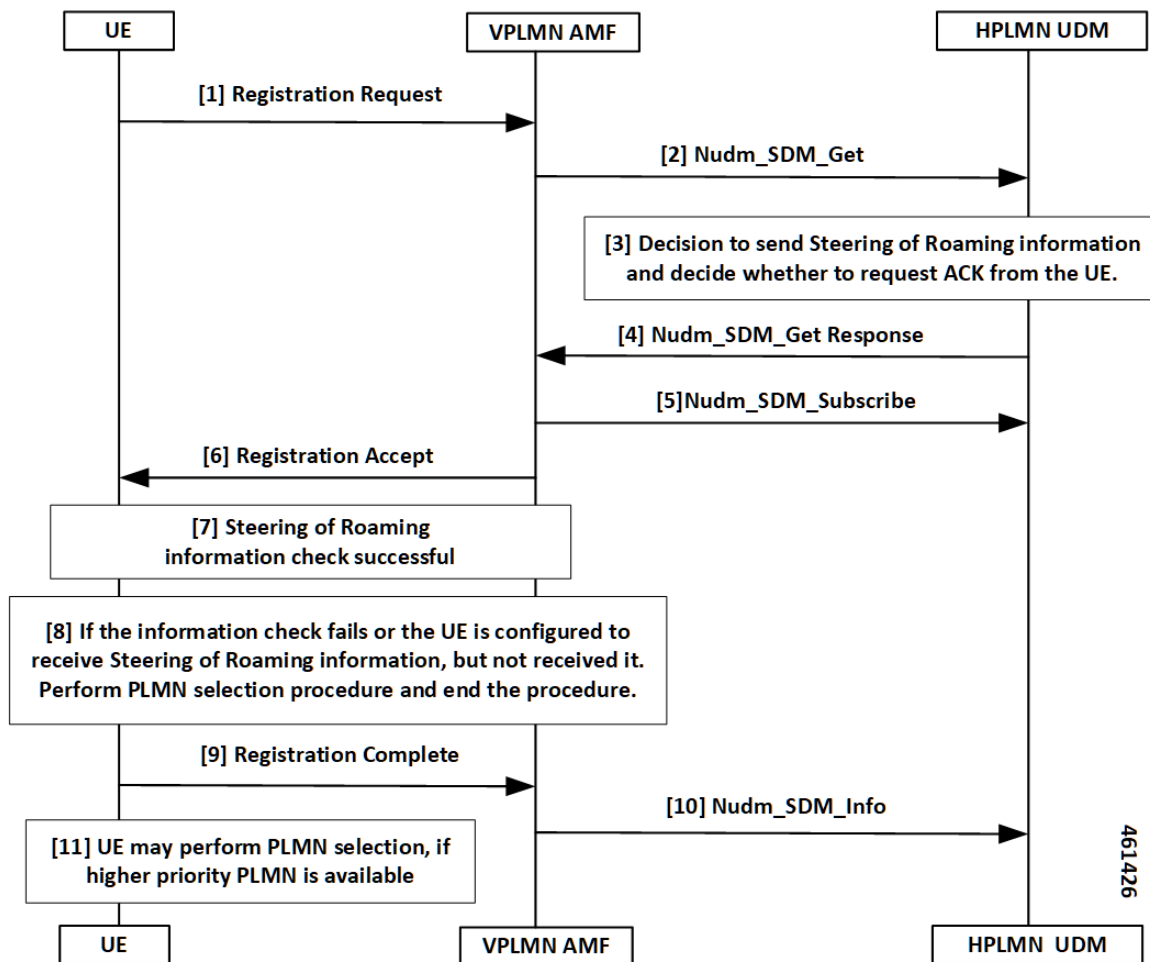 UE
VPLMN AMF
HPLMN UDM
[1] Registration Request
[2] Nudm_SDM_Get
[3] Decision to send Steering of Roaming information
and decide whether to request ACK from the UE.
[4] Nudm_SDM_Get Response
[5]Nudm_SDM_Subscribe
[6] Registration Accept
[7] Steering of Roaming
information check successful
[8] If the information check fails or the UE is configured to
receive Steering of Roaming information, but not received it.
Perform PLMN selection procedure and end the procedure.
[9] Registration Complete
[10] Nudm_SDM_Info
[11] UE may perform PLMN selection, if
higher priority PLMN is available
461426
UE
VPLMN AMF
HPLMN UDM